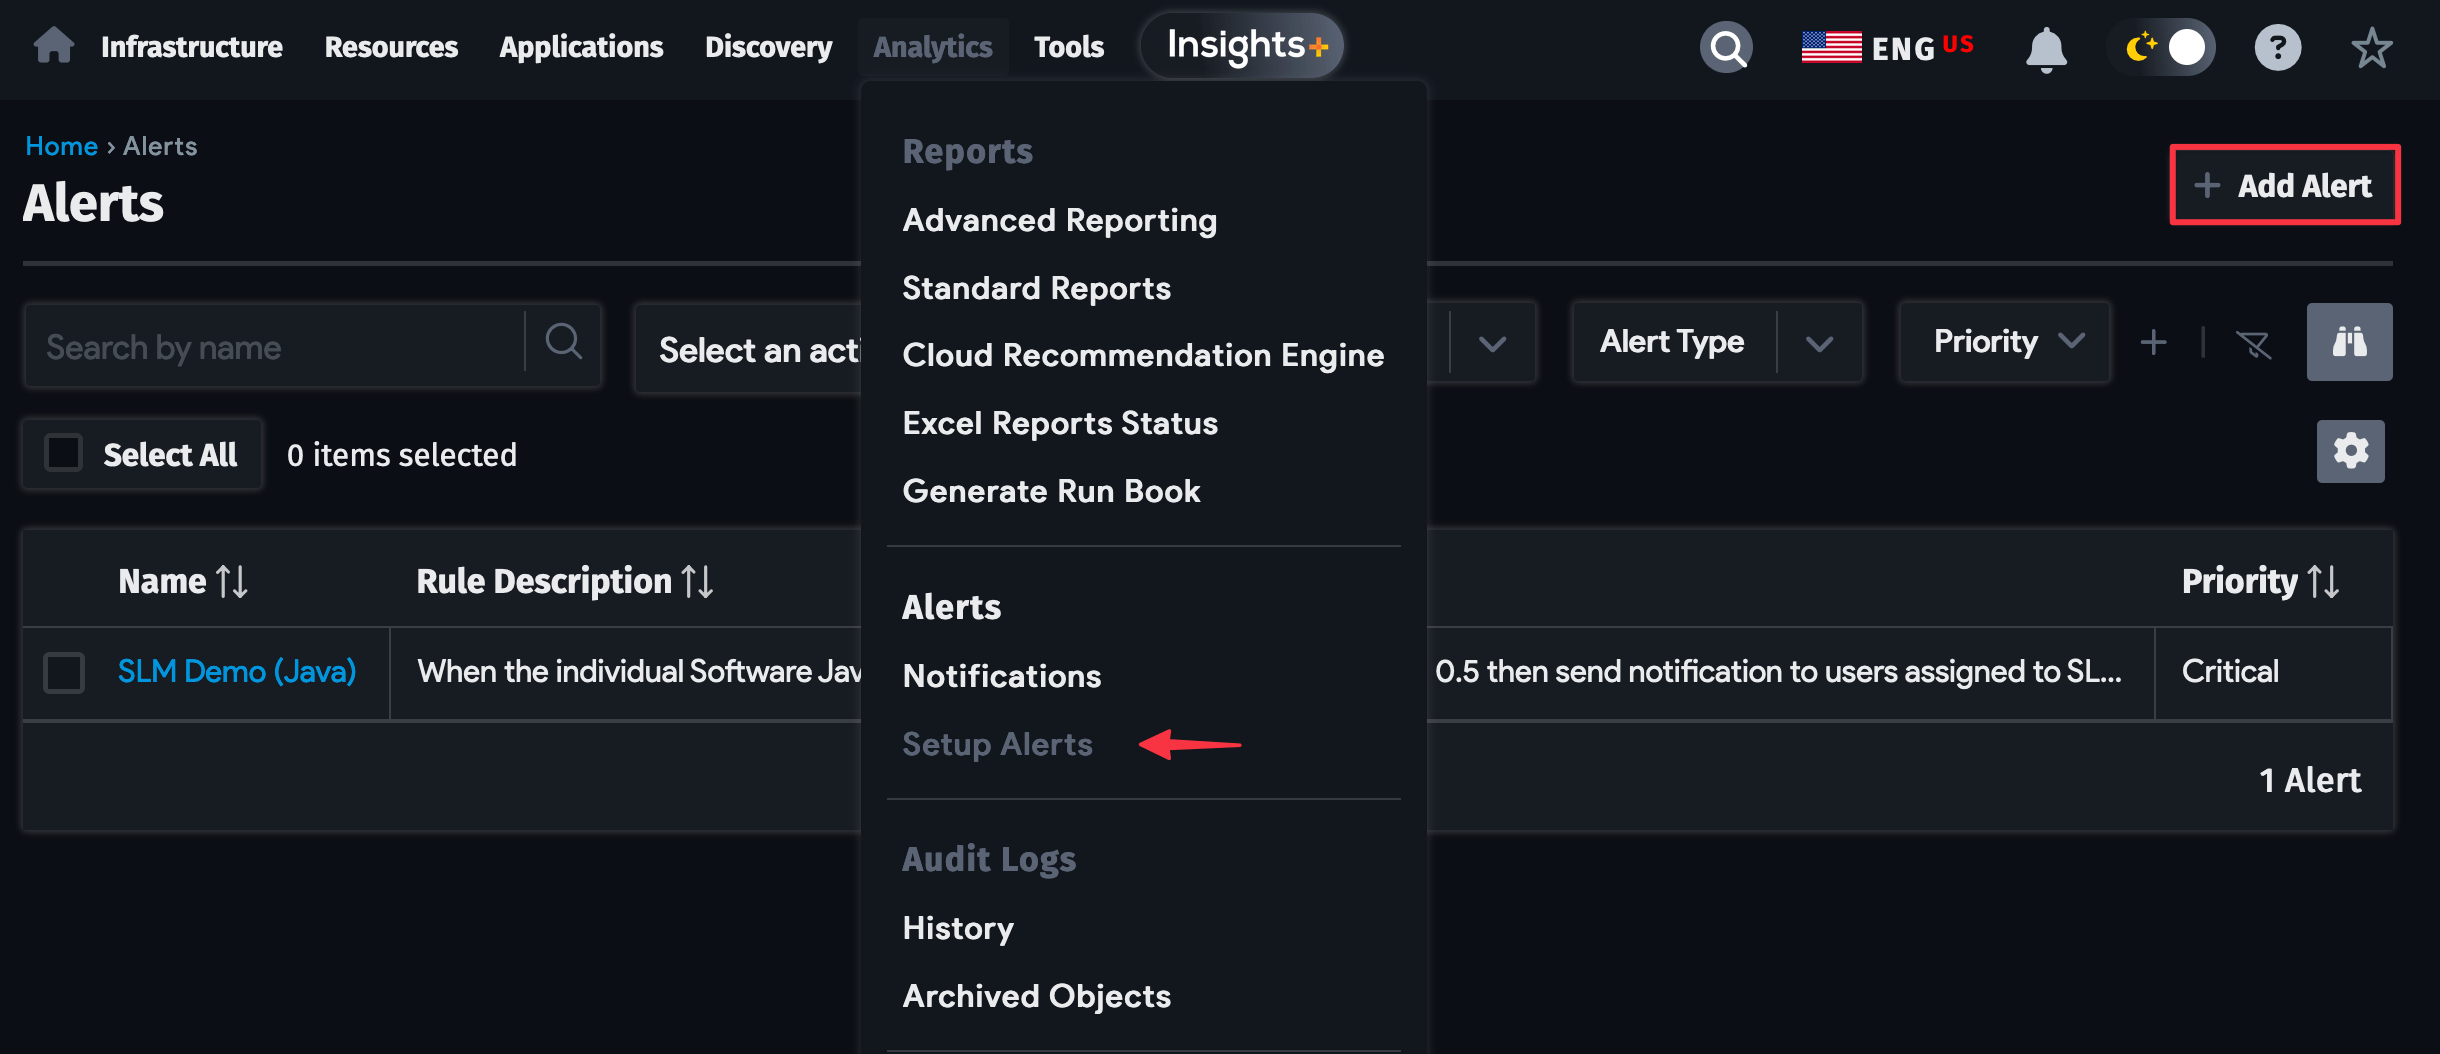 Infrastructure Resources Applications Discovery Analytics Tools Insights+ ENG US ?
Home › Alerts
Alerts
+ Add Alert
Reports
Advanced Reporting
Standard Reports
Cloud Recommendation Engine
Excel Reports Status
Generate Run Book
Alerts
Notifications
Setup Alerts
Audit Logs
History
Archived Objects
Search by name
Select an acti
Alert Type
Priority
Select All
0 items selected
Name Rule Description Priority
SLM Demo (Java) When the individual Software Jav 0.5 then send notification to users assigned to SL... Critical
1 Alert